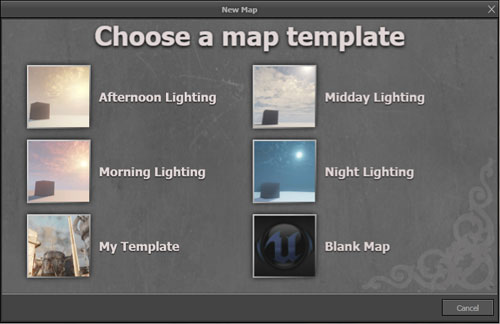 New Map
Choose a map template
Afternoon Lighting
Midday Lighting
Morning Lighting
Night Lighting
My Template
Blank Map
Cancel